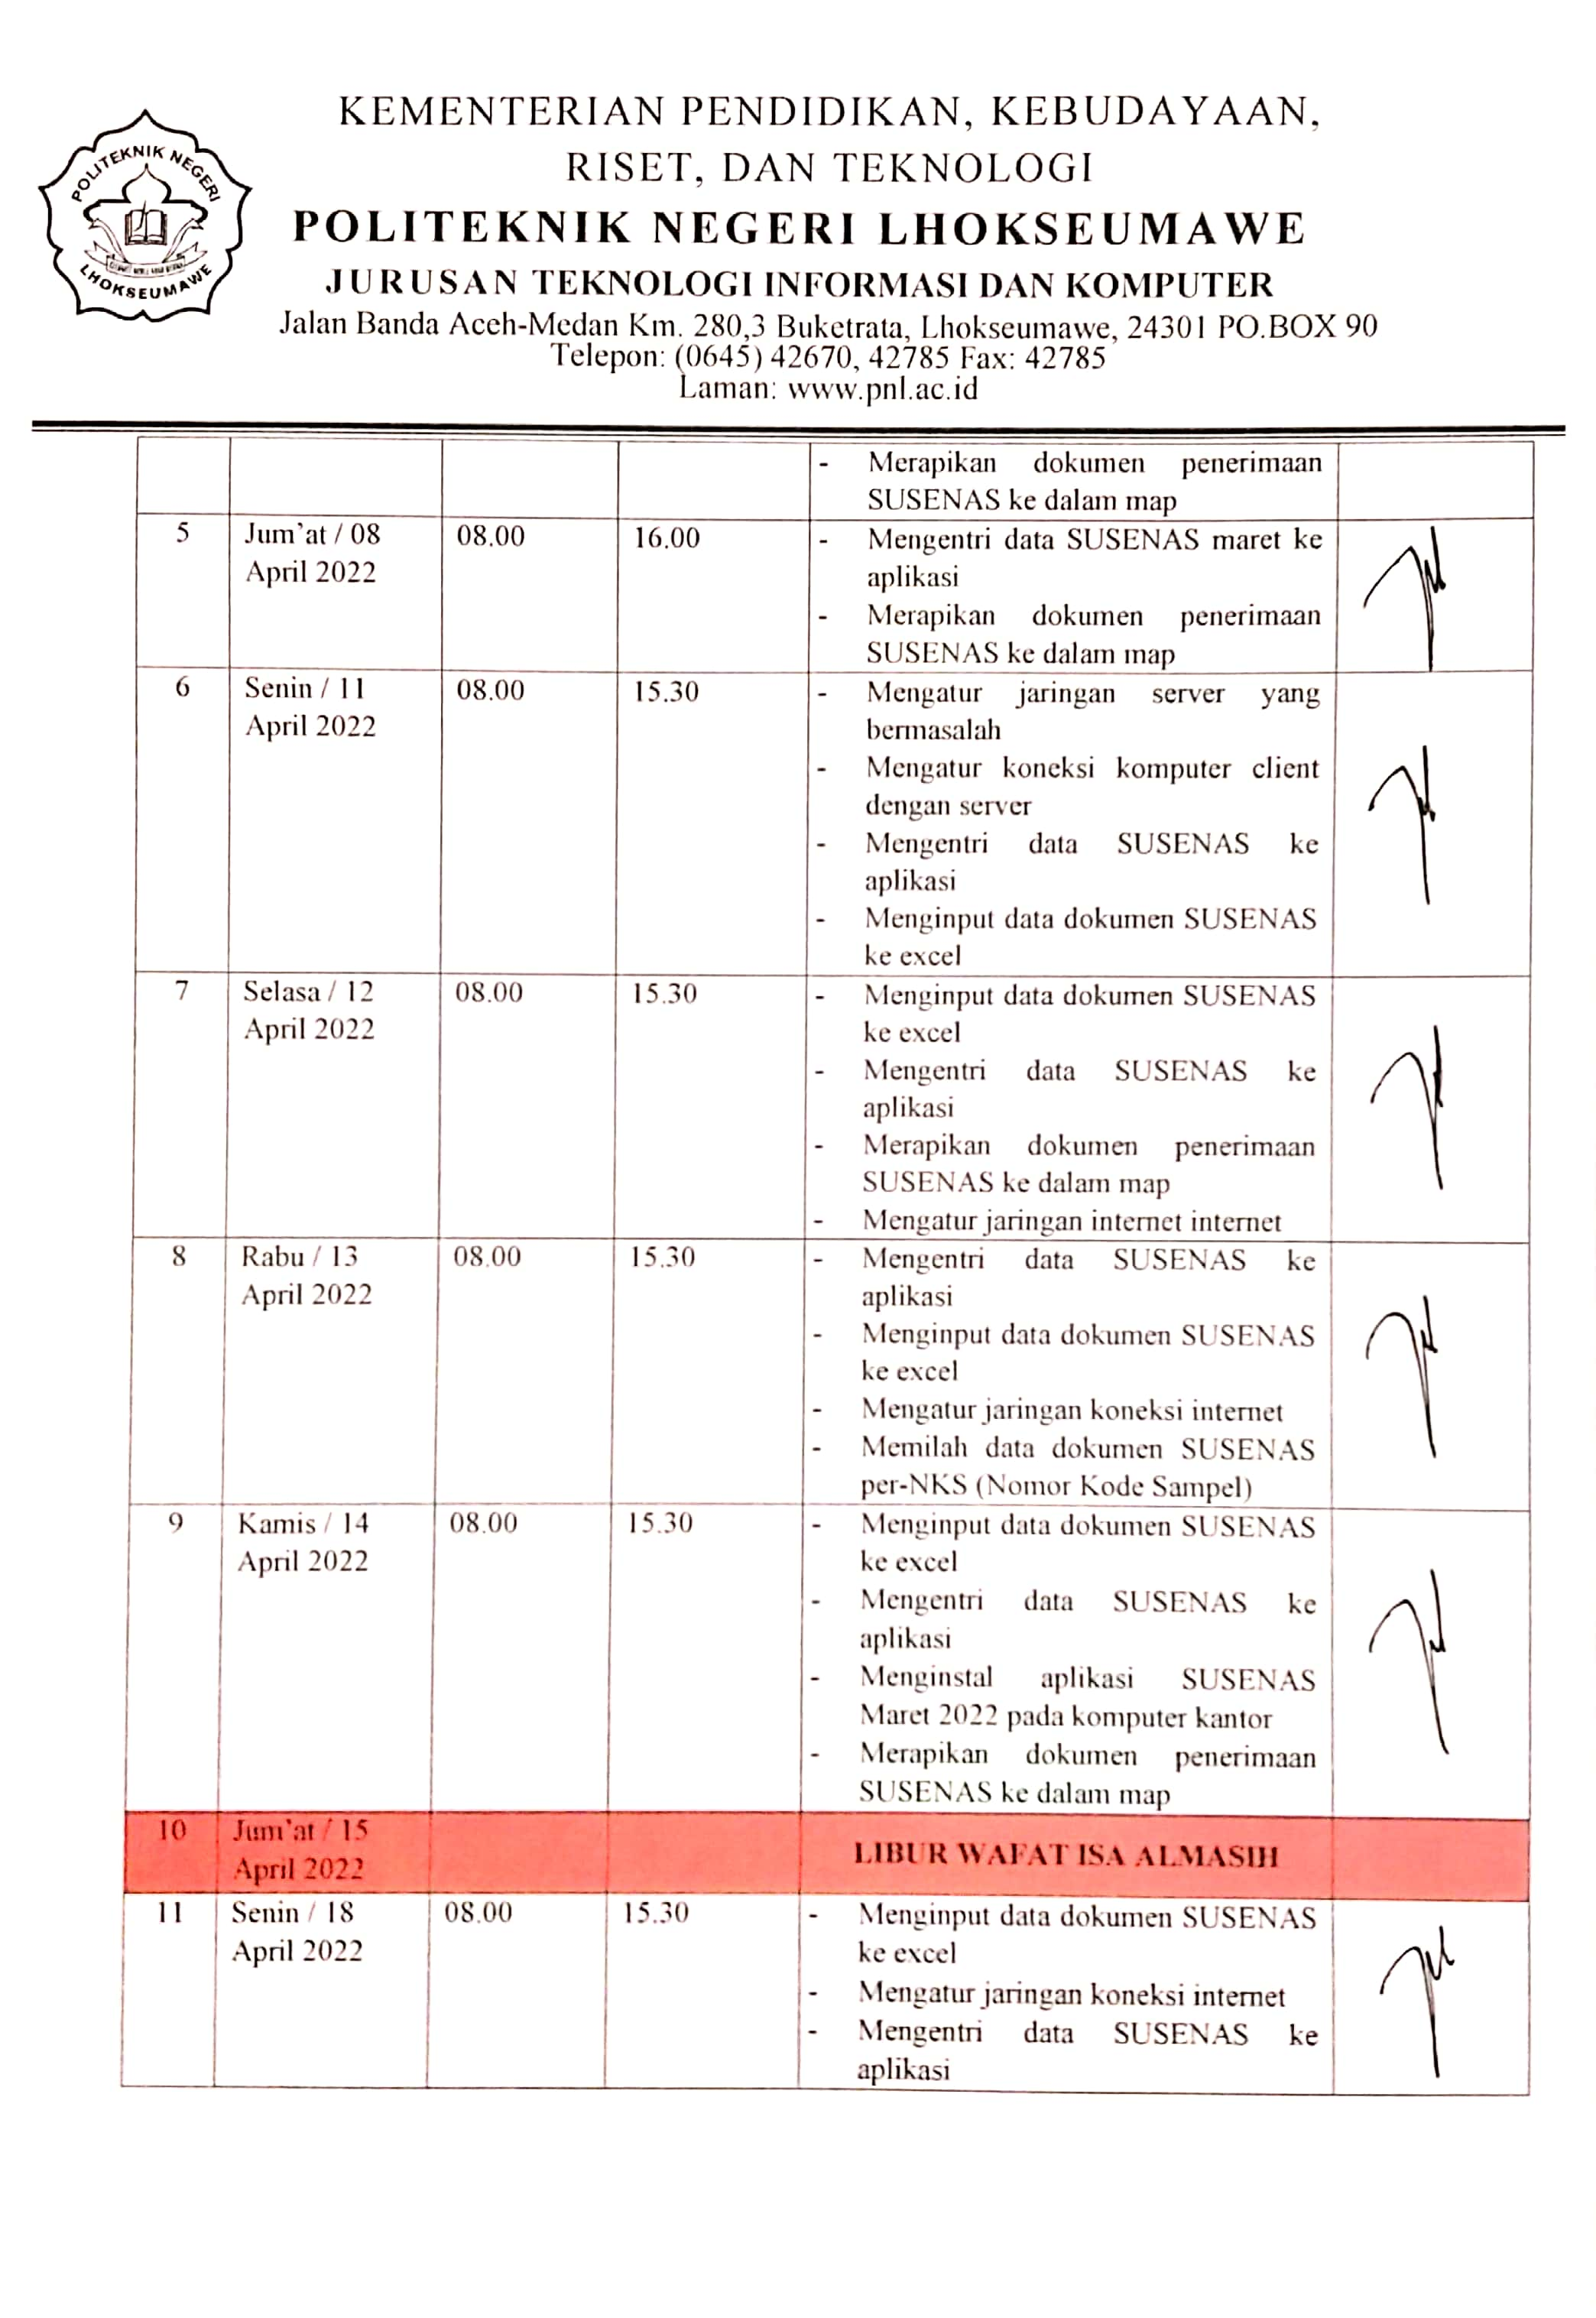 POLITEKNIK NEGERI
LHOKSEUMAWE
KEMENTERIAN PENDIDIKAN, KEBUDAYAAN,
RISET, DAN TEKNOLOGI
POLITEKNIK NEGERI LHOKSEUMAWE
JURUSAN TEKNOLOGI INFORMASI DAN KOMPUTER
Jalan Banda Aceh-Medan Km. 280,3 Buketrata, Lhokseumawe, 24301 PO.BOX 90
Telepon: (0645) 42670, 42785 Fax: 42785
Laman: www.pnl.ac.id
- Merapikan dokumen penerimaan
SUSENAS ke dalam map
5 Jum'at / 08 08.00 16.00 - Mengentri data SUSENAS maret ke
April 2022 aplikasi
- Merapikan dokumen penerimaan
SUSENAS ke dalam map
6 Senin / 11 08.00 15.30 - Mengatur jaringan server yang
April 2022 bermasalah
- Mengatur koneksi komputer client
dengan server
- Mengentri data SUSENAS ke
aplikasi
- Menginput data dokumen SUSENAS
ke excel
7 Selasa / 12 08.00 15.30 - Menginput data dokumen SUSENAS
April 2022 ke excel
- Mengentri data SUSENAS ke
aplikasi
- Merapikan dokumen penerimaan
SUSENAS ke dalam map
- Mengatur jaringan internet internet
8 Rabu / 13 08.00 15.30 - Mengentri data SUSENAS ke
April 2022 aplikasi
- Menginput data dokumen SUSENAS
ke excel
- Mengatur jaringan koneksi internet
- Memilah data dokumen SUSENAS
per-NKS (Nomor Kode Sampel)
9 Kamis / 14 08.00 15.30 - Menginput data dokumen SUSENAS
April 2022 ke excel
- Mengentri data SUSENAS ke
aplikasi
- Menginstal aplikasi SUSENAS
Maret 2022 pada komputer kantor
- Merapikan dokumen penerimaan
SUSENAS ke dalam map
10 Jum'at / 15 LIBUR WAFAT ISA ALMASIH
April 2022
11 Senin / 18 08.00 15.30 - Menginput data dokumen SUSENAS
April 2022 ke excel
- Mengatur jaringan koneksi internet
- Mengentri data SUSENAS ke
aplikasi